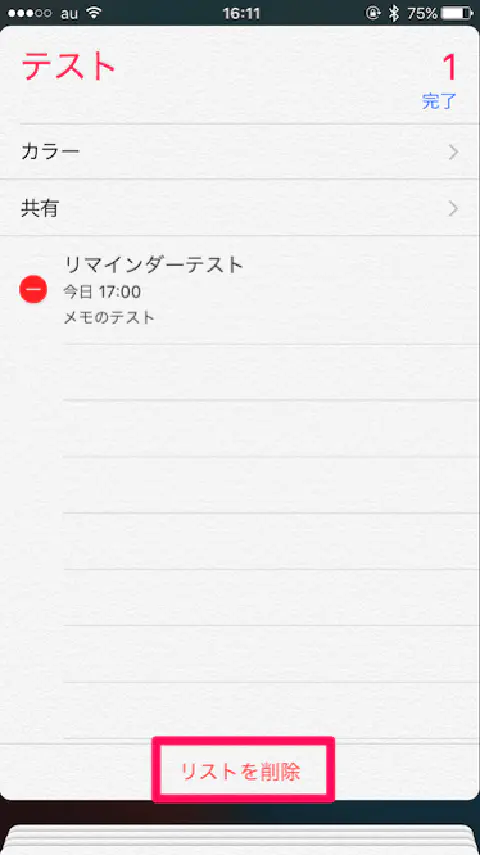 au 16:11 75%
テスト 1
完了
カラー
共有
リマインダーテスト
今日 17:00
メモのテスト
リストを削除